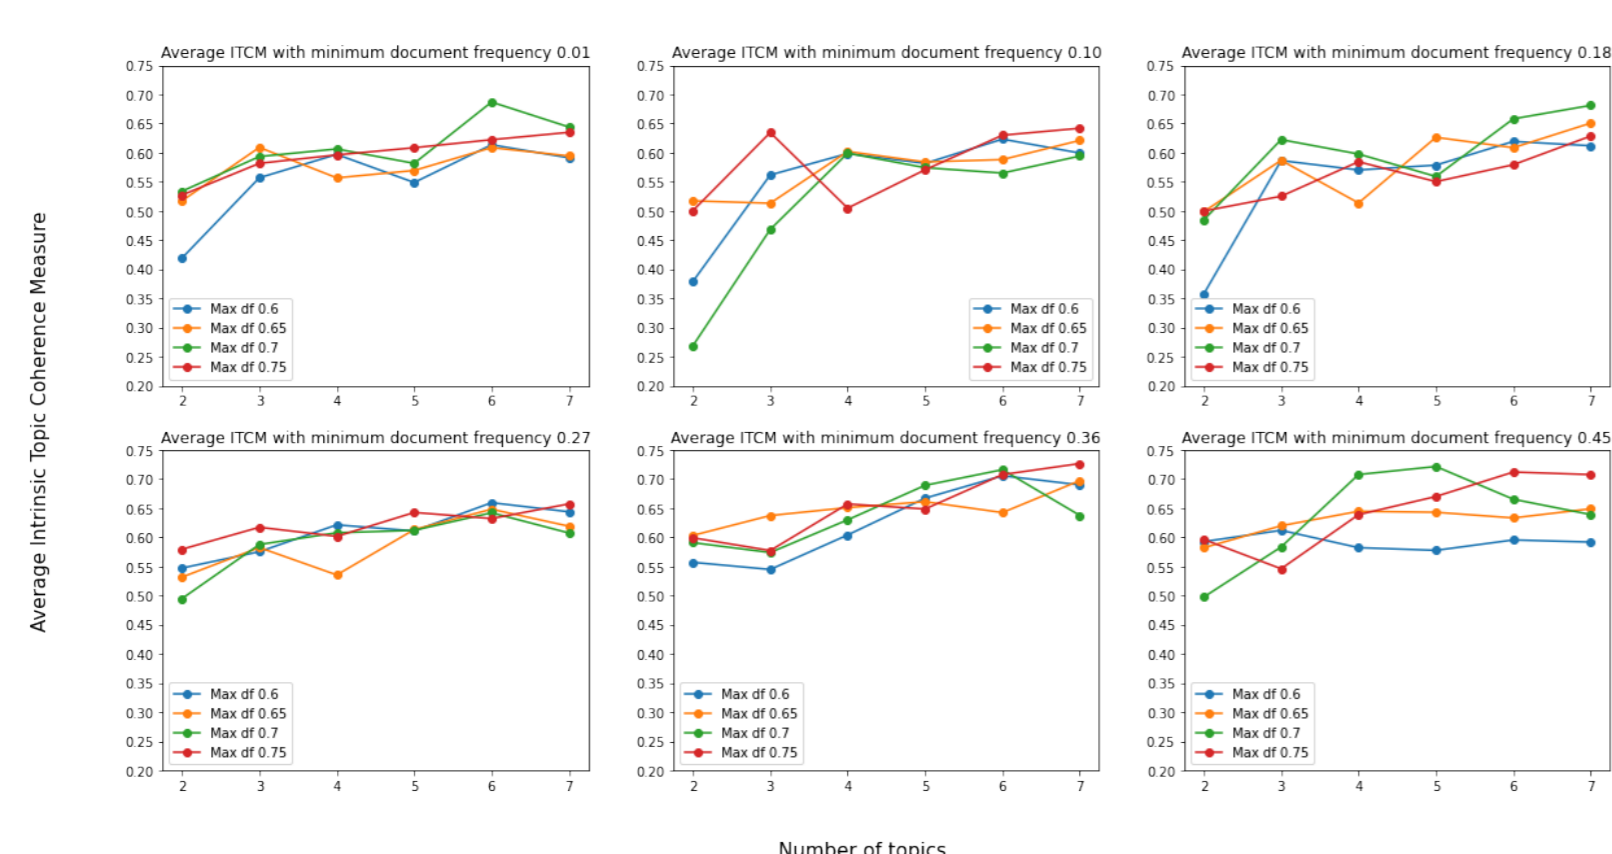 Average ITCM with minimum document frequency 0.01
0.75
0.70
0.65
0.60
0.55
0.50
0.45
0.40
0.35
0.30
0.25
0.20
2 3 4 5 6 7
Max df 0.6
Max df 0.65
Max df 0.7
Max df 0.75
Average ITCM with minimum document frequency 0.10
0.75
0.70
0.65
0.60
0.55
0.50
0.45
0.40
0.35
0.30
0.25
0.20
2 3 4 5 6 7
Max df 0.6
Max df 0.65
Max df 0.7
Max df 0.75
Average ITCM with minimum document frequency 0.18
0.75
0.70
0.65
0.60
0.55
0.50
0.45
0.40
0.35
0.30
0.25
0.20
2 3 4 5 6 7
Max df 0.6
Max df 0.65
Max df 0.7
Max df 0.75
Average Intrinsic Topic Coherence Measure
Average ITCM with minimum document frequency 0.27
0.75
0.70
0.65
0.60
0.55
0.50
0.45
0.40
0.35
0.30
0.25
0.20
2 3 4 5 6 7
Max df 0.6
Max df 0.65
Max df 0.7
Max df 0.75
Average ITCM with minimum document frequency 0.36
0.75
0.70
0.65
0.60
0.55
0.50
0.45
0.40
0.35
0.30
0.25
0.20
2 3 4 5 6 7
Max df 0.6
Max df 0.65
Max df 0.7
Max df 0.75
Average ITCM with minimum document frequency 0.45
0.75
0.70
0.65
0.60
0.55
0.50
0.45
0.40
0.35
0.30
0.25
0.20
2 3 4 5 6 7
Max df 0.6
Max df 0.65
Max df 0.7
Max df 0.75
Number of topics